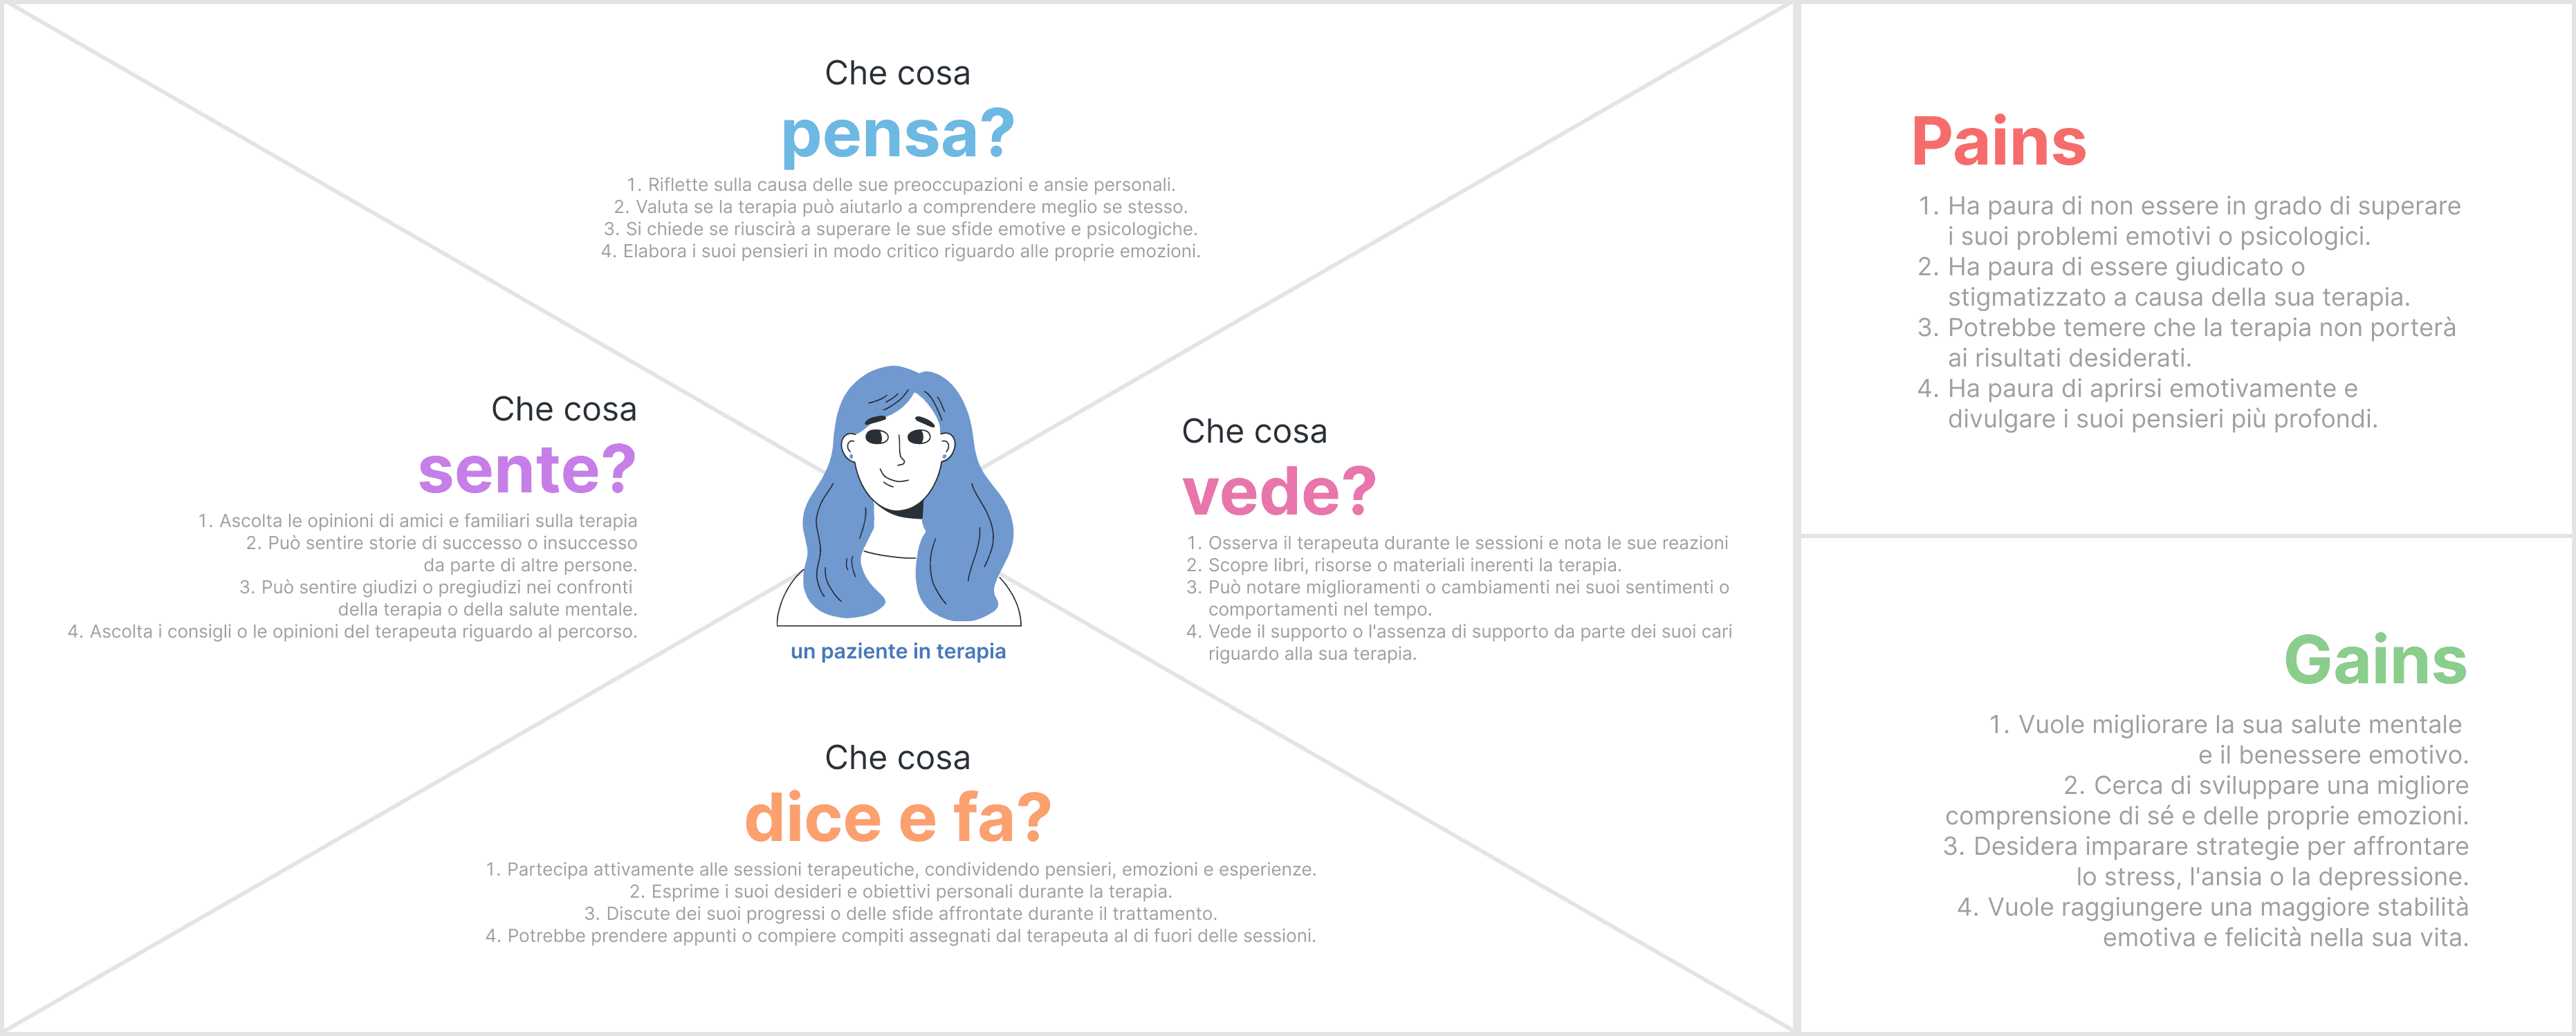 Che cosa
pensa?
1. Riflette sulla causa delle sue preoccupazioni e ansie personali.
2. Valuta se la terapia può aiutarlo a comprendere meglio se stesso.
3. Si chiede se riuscirà a superare le sue sfide emotive e psicologiche.
4. Elabora i suoi pensieri in modo critico riguardo alle proprie emozioni.
Che cosa
sente?
1. Ascolta le opinioni di amici e familiari sulla terapia
2. Può sentire storie di successo o insuccesso
da parte di altre persone.
3. Può sentire giudizi o pregiudizi nei confronti
della terapia o della salute mentale.
4. Ascolta i consigli o le opinioni del terapeuta riguardo al percorso.
un paziente in terapia
Che cosa
vede?
1. Osserva il terapeuta durante le sessioni e nota le sue reazioni
2. Scopre libri, risorse o materiali inerenti la terapia.
3. Può notare miglioramenti o cambiamenti nei suoi sentimenti o
comportamenti nel tempo.
4. Vede il supporto o l'assenza di supporto da parte dei suoi cari
riguardo alla sua terapia.
Che cosa
dice e fa?
1. Partecipa attivamente alle sessioni terapeutiche, condividendo pensieri, emozioni e esperienze.
2. Esprime i suoi desideri e obiettivi personali durante la terapia.
3. Discute dei suoi progressi o delle sfide affrontate durante il trattamento.
4. Potrebbe prendere appunti o compiere compiti assegnati dal terapeuta al di fuori delle sessioni.
Pains
1. Ha paura di non essere in grado di superare
i suoi problemi emotivi o psicologici.
2. Ha paura di essere giudicato o
stigmatizzato a causa della sua terapia.
3. Potrebbe temere che la terapia non porterà
ai risultati desiderati.
4. Ha paura di aprirsi emotivamente e
divulgare i suoi pensieri più profondi.
Gains
1. Vuole migliorare la sua salute mentale
e il benessere emotivo.
2. Cerca di sviluppare una migliore
comprensione di sé e delle proprie emozioni.
3. Desidera imparare strategie per affrontare
lo stress, l'ansia o la depressione.
4. Vuole raggiungere una maggiore stabilità
emotiva e felicità nella sua vita.